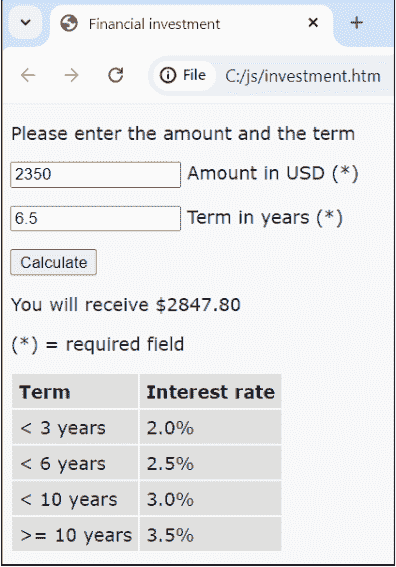 Financial investment
File C:/js/investment.htm
Please enter the amount and the term
2350 Amount in USD (*)
6.5 Term in years (*)
Calculate
You will receive $2847.80
(*) = required field
Term Interest rate
< 3 years 2.0%
< 6 years 2.5%
< 10 years 3.0%
>= 10 years 3.5%